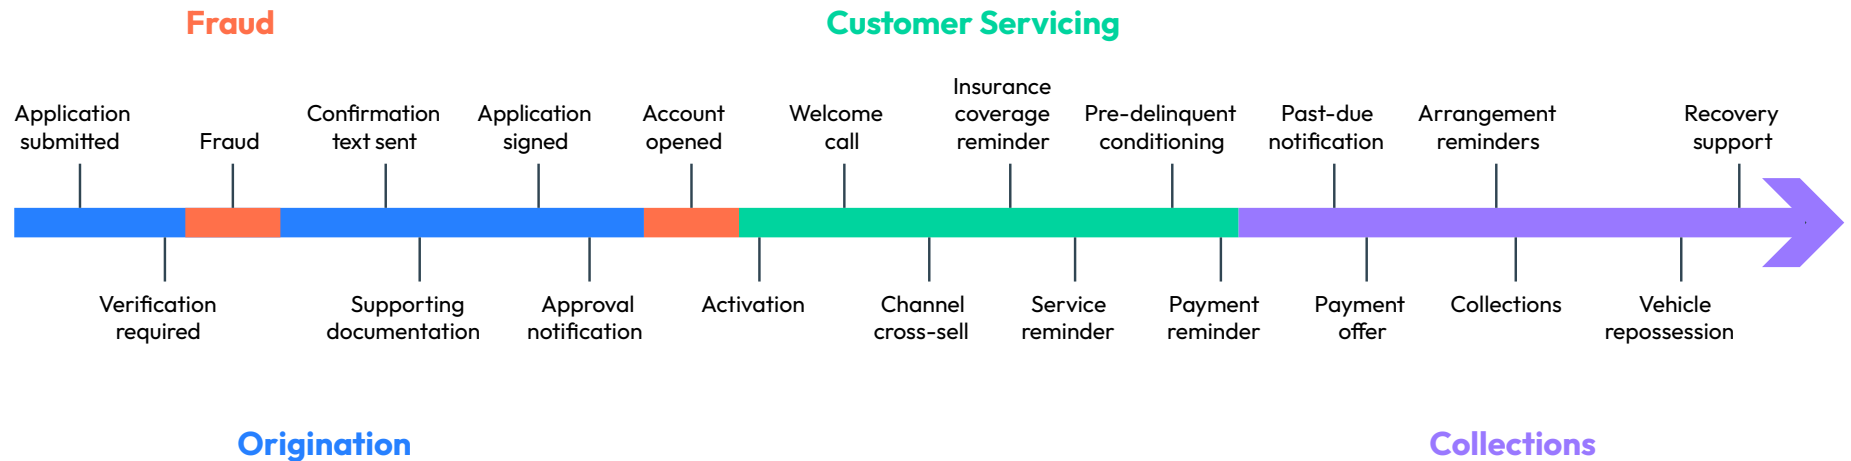 Fraud
Customer Servicing
Application
submitted
Fraud
Confirmation
text sent
Application
signed
Account
opened
Welcome
call
Insurance
coverage
reminder
Pre-delinquent
conditioning
Past-due
notification
Arrangement
reminders
Recovery
support
Verification
required
Supporting
documentation
Approval
notification
Activation
Channel
cross-sell
Service
reminder
Payment
reminder
Payment
offer
Collections
Vehicle
repossession
Origination
Collections